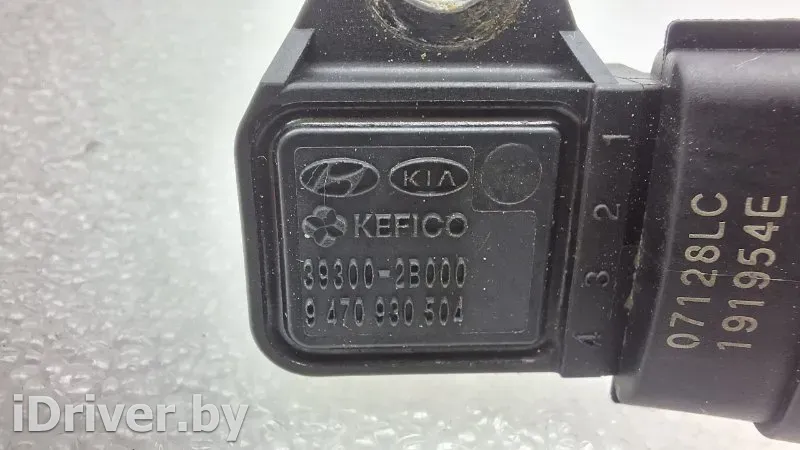 KIA
KEFICO
39300-2B000
9 470 930 504
1
2
3
4
07128LC
191954E
iDriver.by